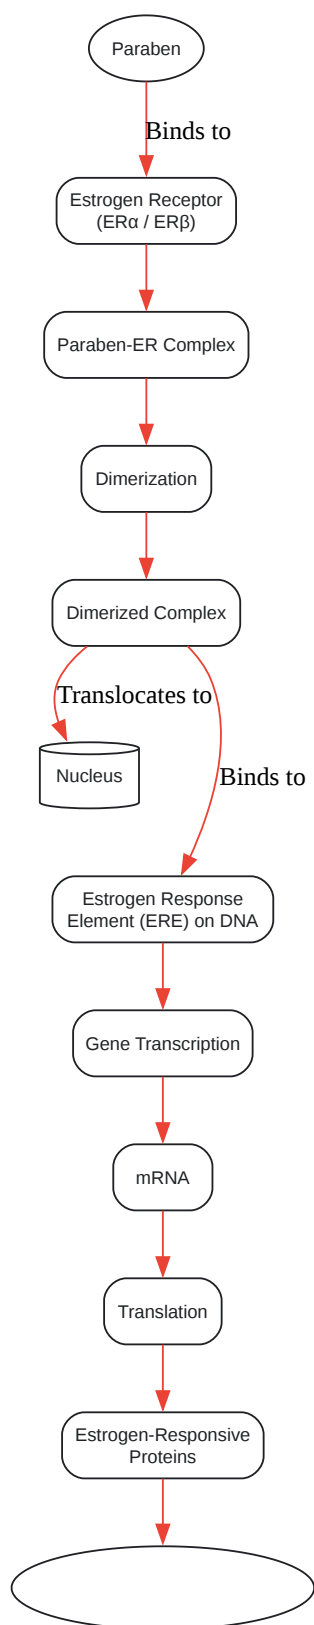 Paraben
Binds to
Estrogen Receptor
(ERα / ERβ)
Paraben-ER Complex
Dimerization
Dimerized Complex
Translocates to
Nucleus
Binds to
Estrogen Response
Element (ERE) on DNA
Gene Transcription
mRNA
Translation
Estrogen-Responsive
Proteins